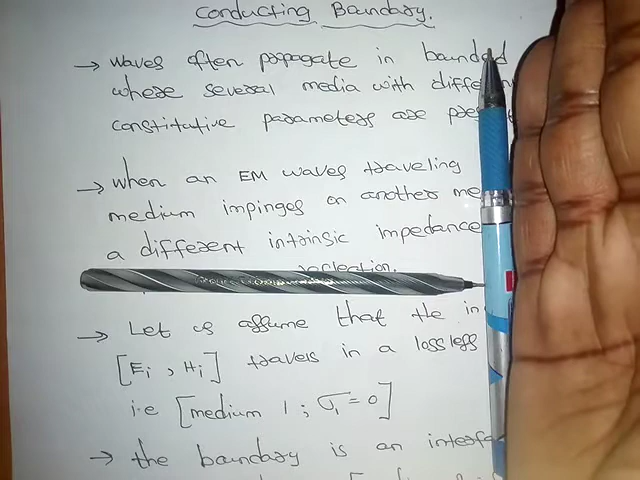 Conducting Boundary.
→ waves often propagate in bounded
where several media with differen
constitutive parameters are pres
→ when an EM waves traveling
medium impinges on another me
a different intrinsic impedance
reflection.
→ Let us assume that the in
[Ei , Hi] travels in a lossless
i.e [medium 1 ; σ1 = 0]
→ the boundary is an interfa